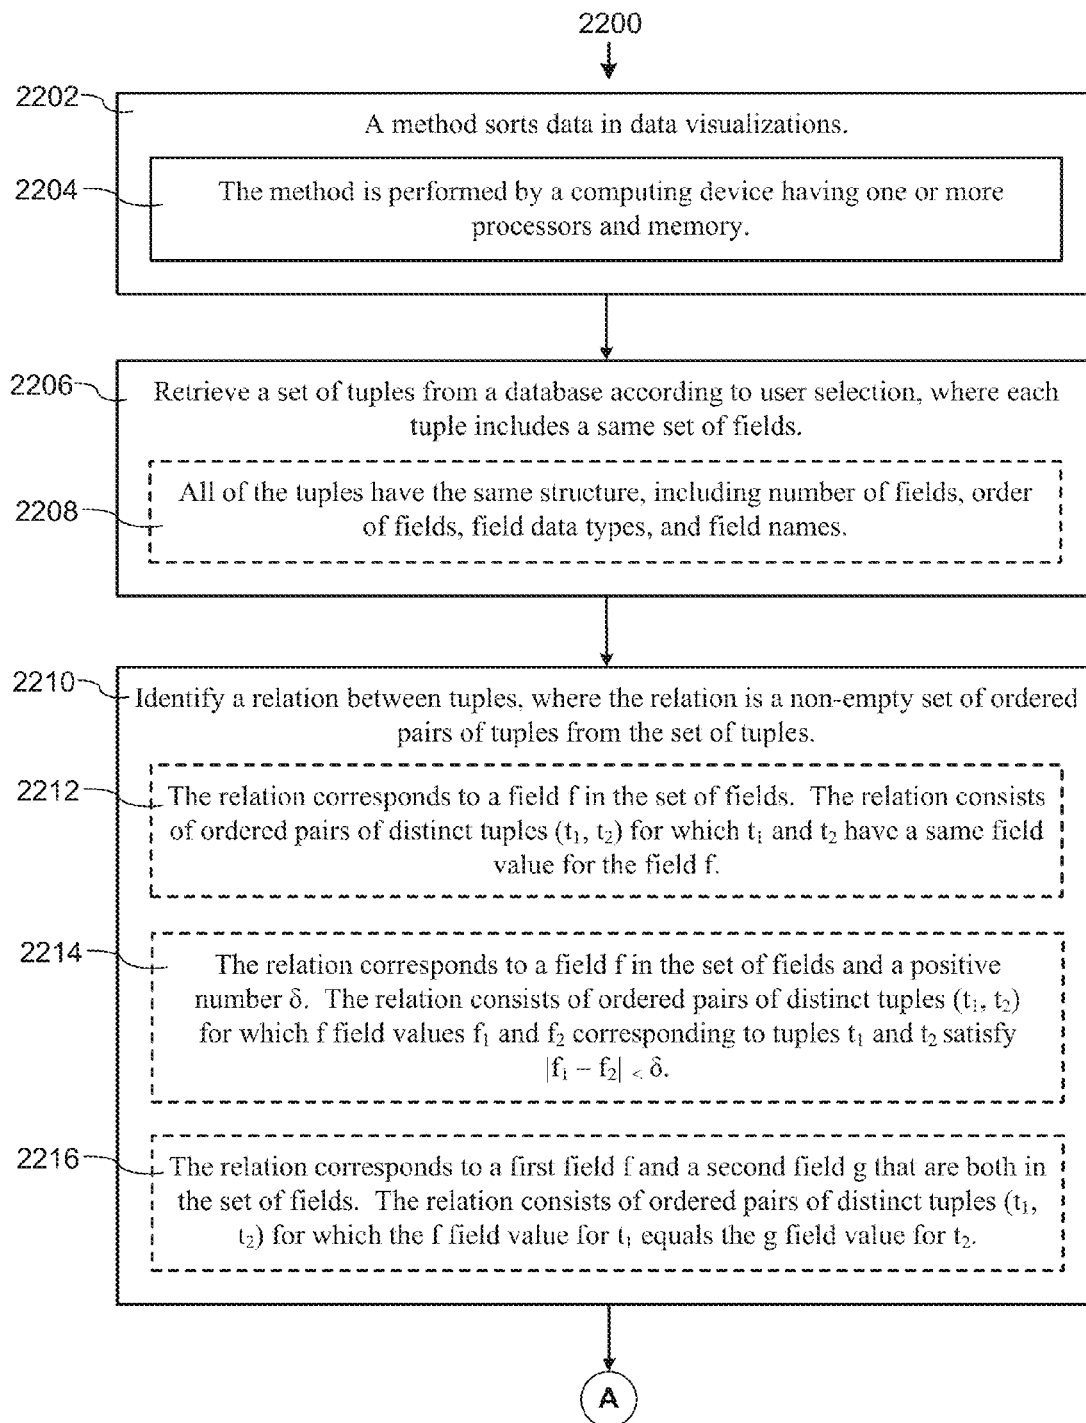 2200
2202
A method sorts data in data visualizations.
2204
The method is performed by a computing device having one or more
processors and memory.
2206
Retrieve a set of tuples from a database according to user selection, where each
tuple includes a same set of fields.
2208
All of the tuples have the same structure, including number of fields, order
of fields, field data types, and field names.
2210
Identify a relation between tuples, where the relation is a non-empty set of ordered
pairs of tuples from the set of tuples.
2212
The relation corresponds to a field f in the set of fields. The relation consists
of ordered pairs of distinct tuples (t₁, t₂) for which t₁ and t₂ have a same field
value for the field f.
2214
The relation corresponds to a field f in the set of fields and a positive
number δ. The relation consists of ordered pairs of distinct tuples (t₁, t₂)
for which f field values f₁ and f₂ corresponding to tuples t₁ and t₂ satisfy
|f₁ – f₂| < δ.
2216
The relation corresponds to a first field f and a second field g that are both in
the set of fields. The relation consists of ordered pairs of distinct tuples (t₁,
t₂) for which the f field value for t₁ equals the g field value for t₂.
A